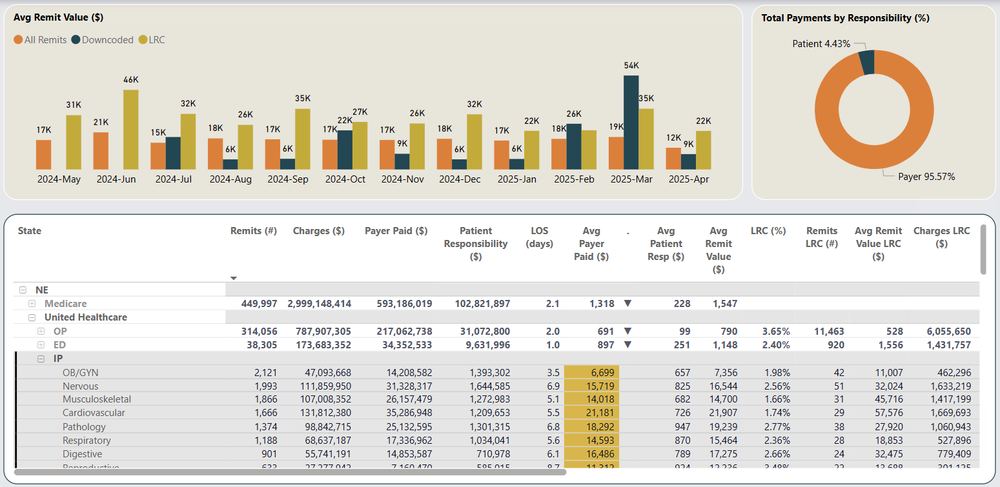 Avg Remit Value ($)
All Remits Downcoded LRC
17K 31K 2024-May
21K 46K 2024-Jun
15K 32K 2024-Jul
18K 6K 26K 2024-Aug
17K 6K 35K 2024-Sep
17K 22K 27K 2024-Oct
17K 9K 26K 2024-Nov
18K 6K 32K 2024-Dec
17K 6K 22K 2025-Jan
18K 26K 2025-Feb
19K 54K 35K 2025-Mar
12K 9K 22K 2025-Apr
Total Payments by Responsibility (%)
Patient 4.43%
Payer 95.57%
State Remits (#) Charges ($) Payer Paid ($) Patient Responsibility ($) LOS (days) Avg Payer Paid ($) . Avg Patient Resp ($) Avg Remit Value ($) LRC (%) Remits LRC (#) Avg Remit Value LRC ($) Charges LRC ($)
NE
Medicare 449,997 2,999,148,414 593,186,019 102,821,897 2.1 1,318 ▼ 228 1,547
United Healthcare
OP 314,056 787,907,305 217,062,738 31,072,800 2.0 691 ▼ 99 790 3.65% 11,463 528 6,055,650
ED 38,305 173,683,352 34,352,533 9,631,996 1.0 897 ▼ 251 1,148 2.40% 920 1,556 1,431,757
IP
OB/GYN 2,121 47,093,668 14,208,582 1,393,302 3.5 6,699 657 7,356 1.98% 42 11,007 462,296
Nervous 1,993 111,859,950 31,328,317 1,644,585 6.9 15,719 825 16,544 2.56% 51 32,024 1,633,219
Musculoskeletal 1,866 107,008,352 26,157,479 1,272,983 5.1 14,018 682 14,700 1.66% 31 45,716 1,417,199
Cardiovascular 1,666 131,812,380 35,286,948 1,209,653 5.5 21,181 726 21,907 1.74% 29 57,576 1,669,693
Pathology 1,374 98,842,715 25,132,595 1,301,315 6.8 18,292 947 19,239 2.77% 38 27,920 1,060,943
Respiratory 1,188 68,637,187 17,336,962 1,034,041 5.6 14,593 870 15,464 2.36% 28 18,853 527,896
Digestive 901 55,741,191 14,853,587 710,978 6.1 16,486 789 17,275 2.66% 24 32,475 779,409
Reproductive